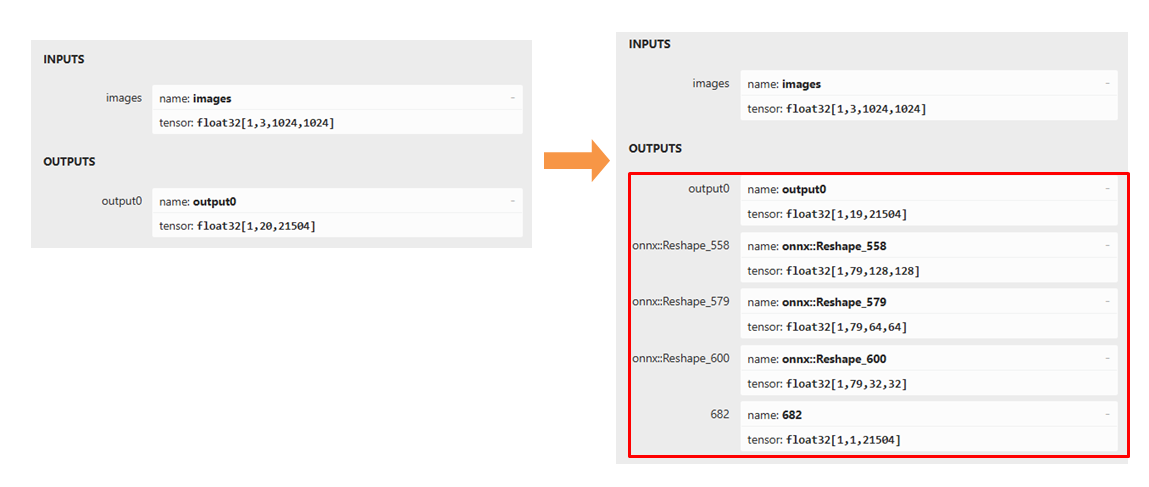 INPUTS
images
name: images
-
tensor: float32[1,3,1024,1024]
OUTPUTS
output0
name: output0
-
tensor: float32[1,20,21504]
INPUTS
images
name: images
-
tensor: float32[1,3,1024,1024]
OUTPUTS
output0
name: output0
-
tensor: float32[1,19,21504]
onnx::Reshape_558
name: onnx::Reshape_558
-
tensor: float32[1,79,128,128]
onnx::Reshape_579
name: onnx::Reshape_579
-
tensor: float32[1,79,64,64]
onnx::Reshape_600
name: onnx::Reshape_600
-
tensor: float32[1,79,32,32]
682
name: 682
-
tensor: float32[1,1,21504]